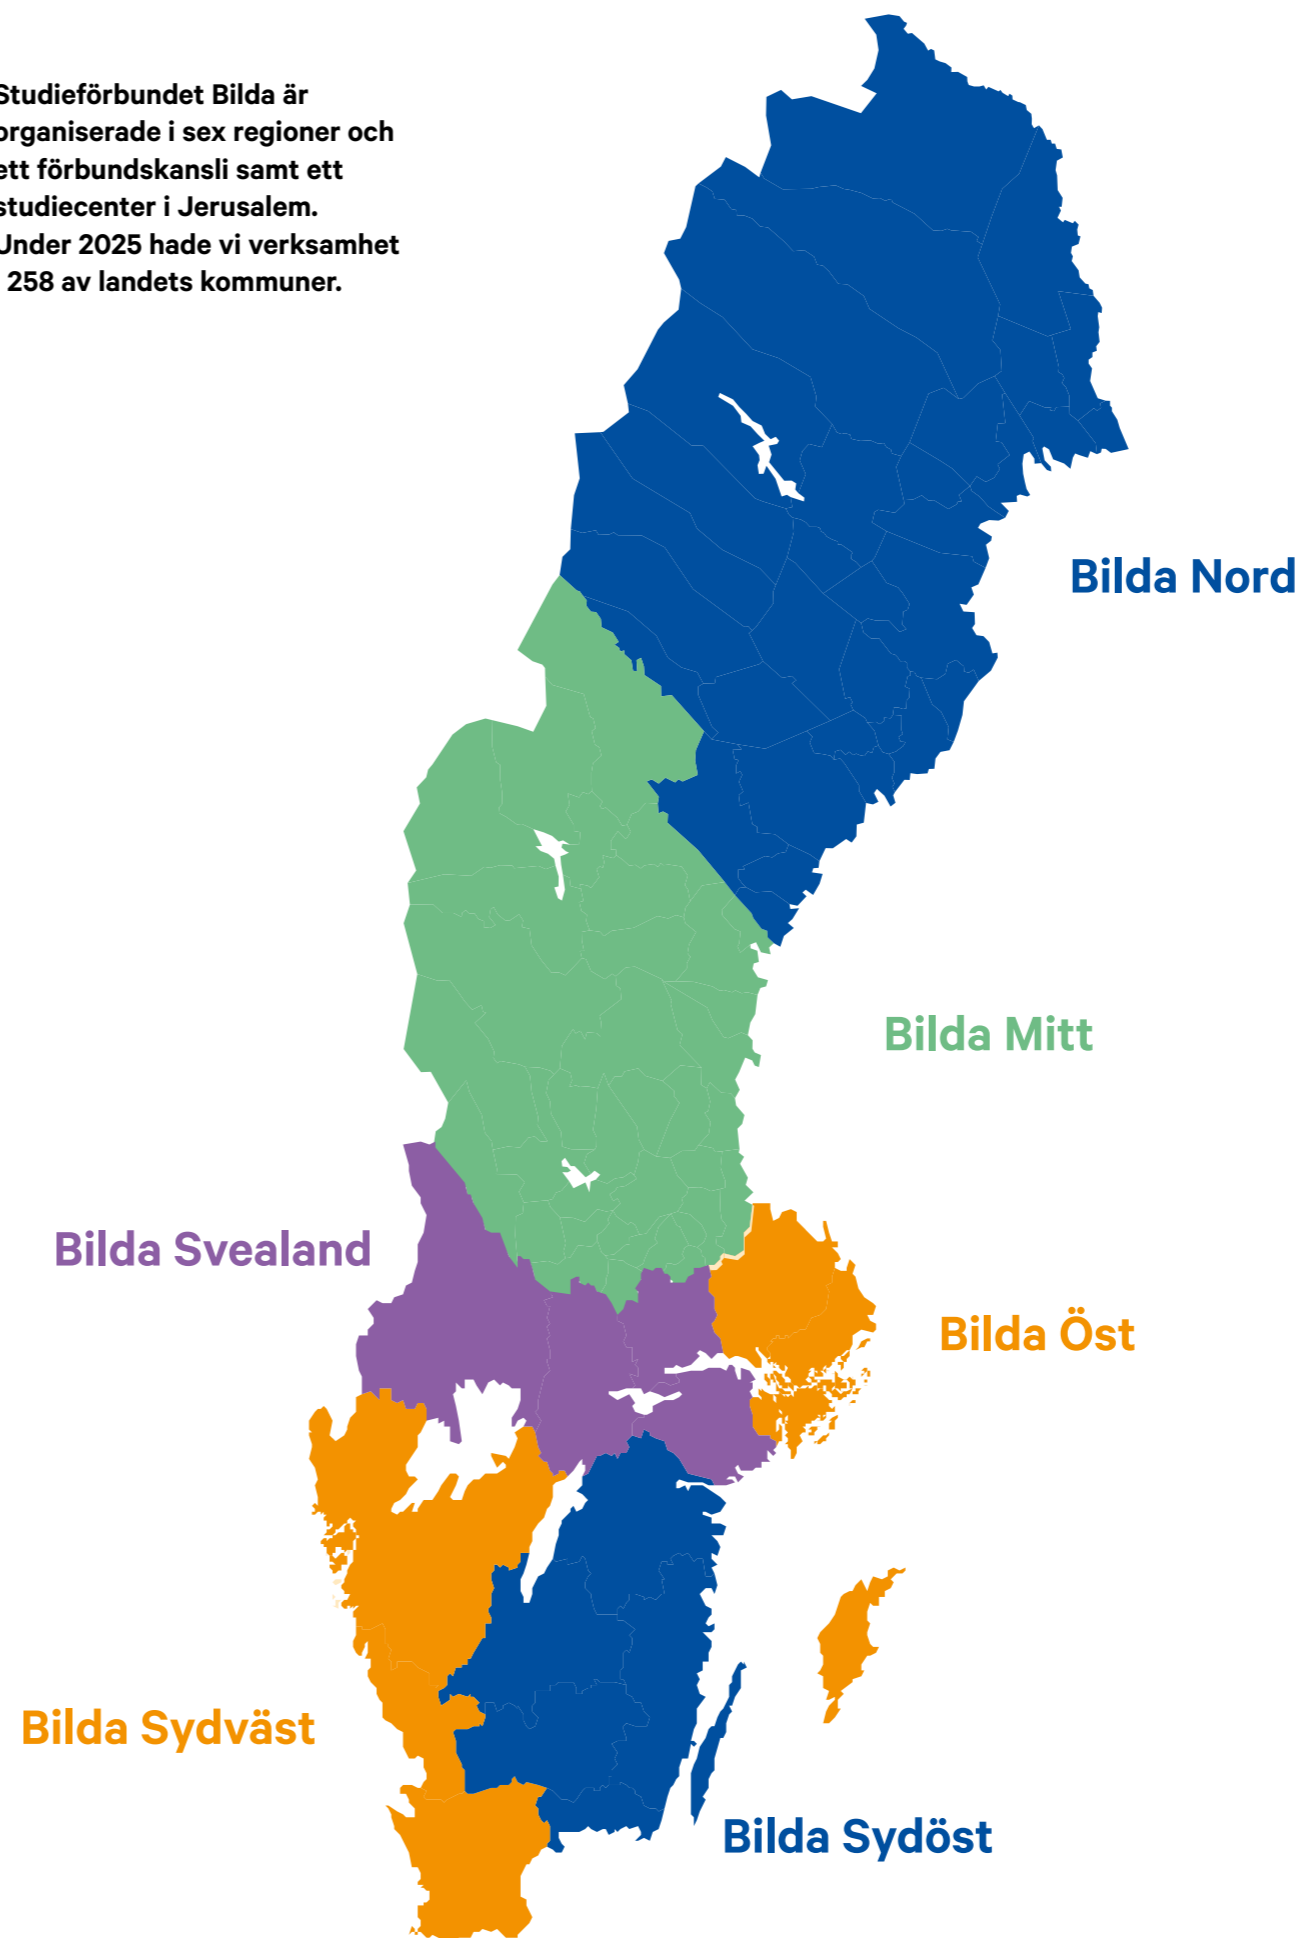 Studieförbundet Bilda är
organiserade i sex regioner och
ett förbundskansli samt ett
studiecenter i Jerusalem.
Under 2025 hade vi verksamhet
i 258 av landets kommuner.
Bilda Nord
Bilda Mitt
Bilda Svealand
Bilda Öst
Bilda Sydväst
Bilda Sydöst